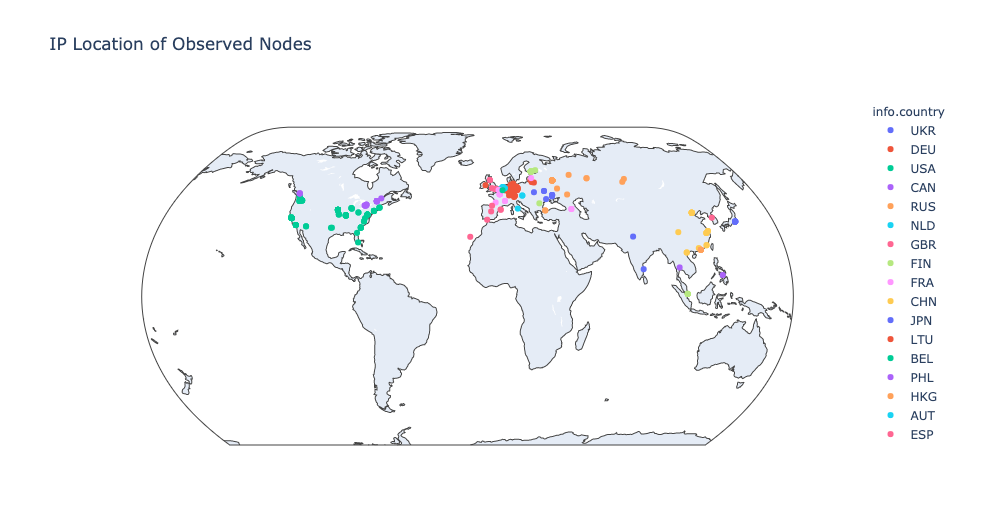 IP Location of Observed Nodes
info.country
UKR
DEU
USA
CAN
RUS
NLD
GBR
FIN
FRA
CHN
JPN
LTU
BEL
PHL
HKG
AUT
ESP